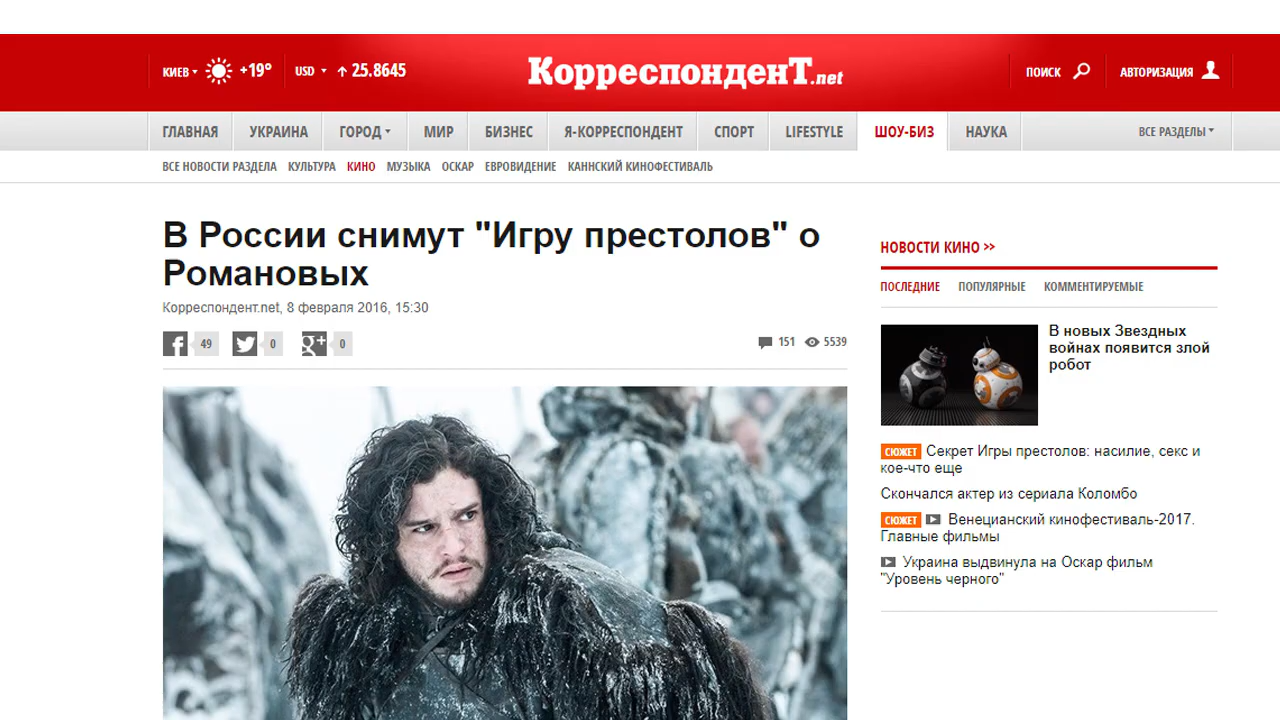 КИЕВ +19° USD 25.8645 КорреспонденТ.net ПОИСК АВТОРИЗАЦИЯ
ГЛАВНАЯ УКРАИНА ГОРОД МИР БИЗНЕС Я-КОРРЕСПОНДЕНТ СПОРТ LIFESTYLE ШОУ-БИЗ НАУКА ВСЕ РАЗДЕЛЫ
ВСЕ НОВОСТИ РАЗДЕЛА КУЛЬТУРА КИНО МУЗЫКА ОСКАР ЕВРОВИДЕНИЕ КАННСКИЙ КИНОФЕСТИВАЛЬ
В России снимут "Игру престолов" о
Романовых
Корреспондент.net, 8 февраля 2016, 15:30
f 49 0 g+ 0 151 5539
НОВОСТИ КИНО >>
ПОСЛЕДНИЕ ПОПУЛЯРНЫЕ КОММЕНТИРУЕМЫЕ
В новых Звездных
войнах появится злой
робот
СЮЖЕТ Секрет Игры престолов: насилие, секс и
кое-что еще
Скончался актер из сериала Коломбо
СЮЖЕТ Венецианский кинофестиваль-2017.
Главные фильмы
Украина выдвинула на Оскар фильм
"Уровень черного"